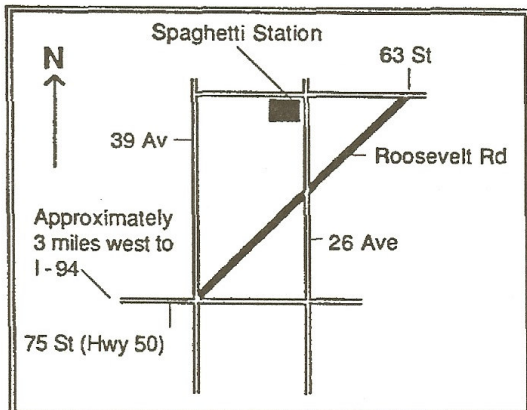 Spaghetti Station
N
63 St
39 Av
Roosevelt Rd
Approximately
3 miles west to
I-94
26 Ave
75 St (Hwy 50)